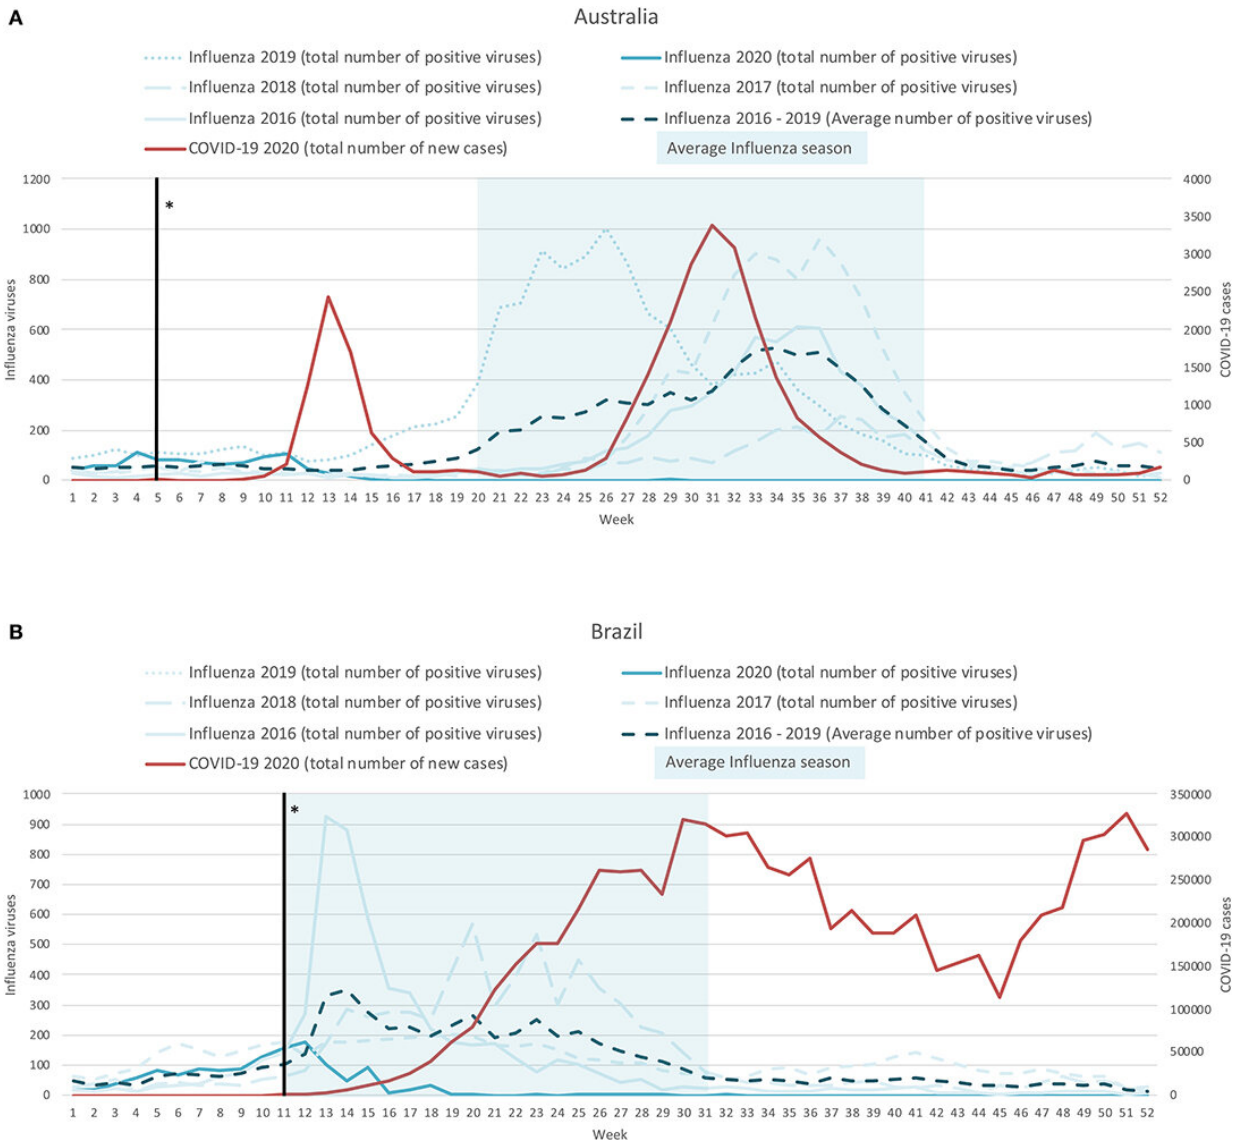 A
Australia
Influenza 2019 (total number of positive viruses)
Influenza 2020 (total number of positive viruses)
Influenza 2018 (total number of positive viruses)
Influenza 2017 (total number of positive viruses)
Influenza 2016 (total number of positive viruses)
Influenza 2016 - 2019 (Average number of positive viruses)
COVID-19 2020 (total number of new cases)
Average Influenza season
1200
1000
800
600
400
200
0
Influenza viruses
*
4000
3500
3000
2500
2000
1500
1000
500
0
COVID-19 cases
1 2 3 4 5 6 7 8 9 10 11 12 13 14 15 16 17 18 19 20 21 22 23 24 25 26 27 28 29 30 31 32 33 34 35 36 37 38 39 40 41 42 43 44 45 46 47 48 49 50 51 52
Week
B
Brazil
Influenza 2019 (total number of positive viruses)
Influenza 2020 (total number of positive viruses)
Influenza 2018 (total number of positive viruses)
Influenza 2017 (total number of positive viruses)
Influenza 2016 (total number of positive viruses)
Influenza 2016 - 2019 (Average number of positive viruses)
COVID-19 2020 (total number of new cases)
Average Influenza season
1000
900
800
700
600
500
400
300
200
100
0
Influenza viruses
*
350000
300000
250000
200000
150000
100000
50000
0
COVID-19 cases
1 2 3 4 5 6 7 8 9 10 11 12 13 14 15 16 17 18 19 20 21 22 23 24 25 26 27 28 29 30 31 32 33 34 35 36 37 38 39 40 41 42 43 44 45 46 47 48 49 50 51 52
Week